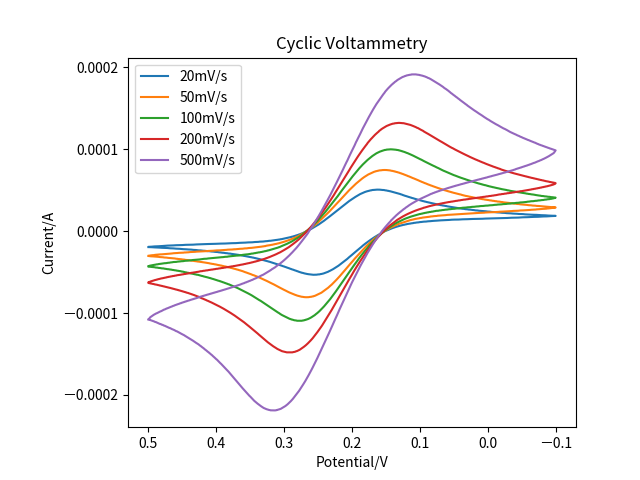 Cyclic Voltammetry
0.0002
0.0001
0.0000
−0.0001
−0.0002
Current/A
20mV/s
50mV/s
100mV/s
200mV/s
500mV/s
0.5 0.4 0.3 0.2 0.1 0.0 −0.1
Potential/V